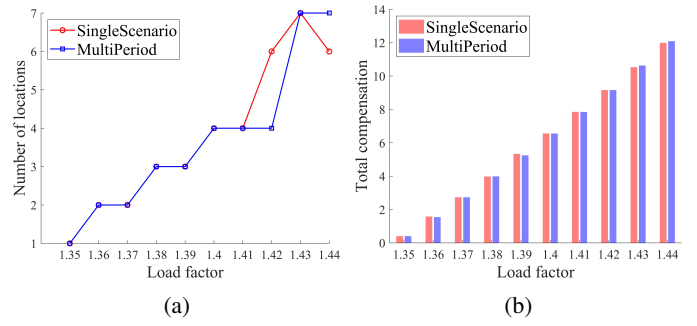 7
6
5
4
3
2
1
Number of locations
SingleScenario
MultiPeriod
1.35 1.36 1.37 1.38 1.39 1.4 1.41 1.42 1.43 1.44
Load factor
(a)
14
12
10
8
6
4
2
0
Total compensation
SingleScenario
MultiPeriod
1.35 1.36 1.37 1.38 1.39 1.4 1.41 1.42 1.43 1.44
Load factor
(b)